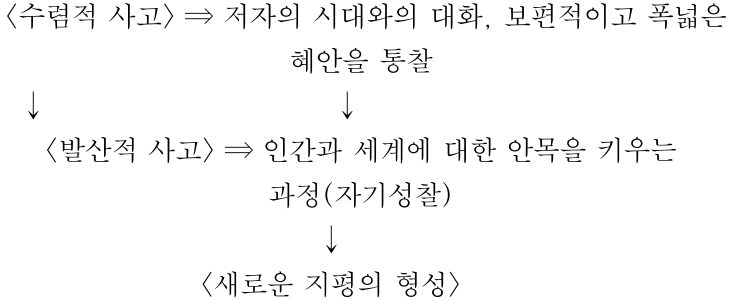 〈수렴적 사고〉⇒ 저자의 시대와의 대화, 보편적이고 폭넓은
혜안을 통찰
↓ ↓
〈발산적 사고〉⇒ 인간과 세계에 대한 안목을 키우는
과정(자기성찰)
↓
〈새로운 지평의 형성〉